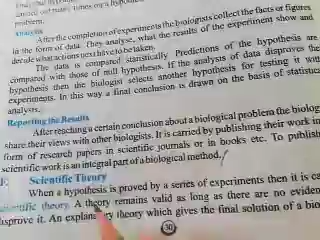 problem.
After the completion of experiments the biologists collect the facts or figures
in the form of data. They analyse, what the results of the experiment show and
decide what actions next have to be taken.
The data is compared statistically. Predictions of the hypothesis are
compared with those of null hypothesis. If the analysis of data disproves the
hypothesis then the biologist selects another hypothesis for testing it with
experiments. In this way a final conclusion is drawn on the basis of statistical
analysis.
Reporting the Results
After reaching a certain conclusion about a biological problem the biolog
share their views with other biologists. It is carried by publishing their work in
form of research papers in scientific journals or in books etc. To publish
scientific work is an integral part of a biological method.
Scientific Theory
When a hypothesis is proved by a series of experiments then it is ca
theory. A theory remains valid as long as there are no eviden
disprove it. An theory which gives the final solution of a bio
30